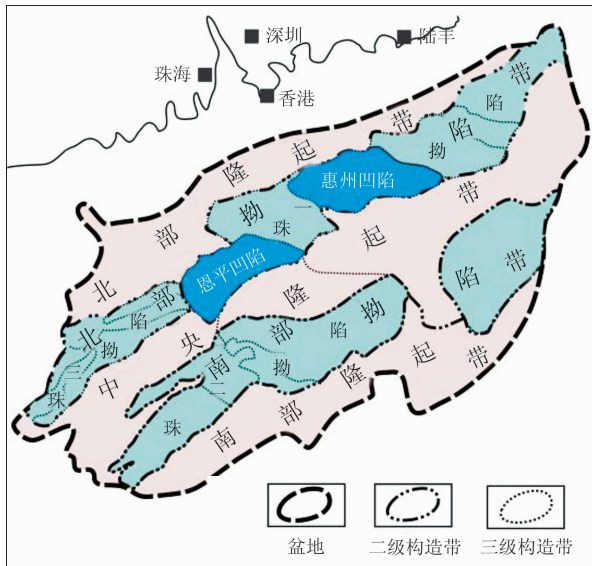 深圳
陆丰
珠海
香港
北部隆起带
惠州凹陷
恩平凹陷
珠一拗陷
北部拗陷带
珠三拗陷
中央隆起带
南部拗陷带
珠二拗陷
南部隆起带
盆地
二级构造带
三级构造带